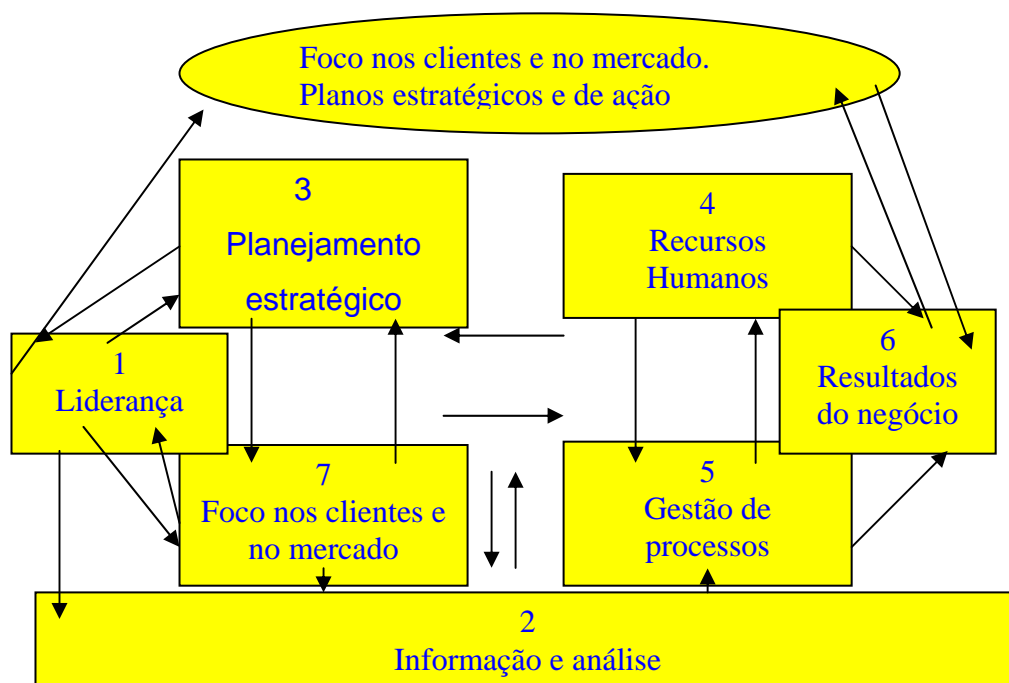 Foco nos clientes e no mercado.
Planos estratégicos e de ação
3
Planejamento
estratégico
4
Recursos
Humanos
1
Liderança
6
Resultados
do negócio
7
Foco nos clientes e
no mercado
5
Gestão de
processos
2
Informação e análise